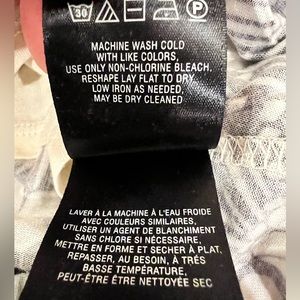 30 P
MACHINE WASH COLD
WITH LIKE COLORS,
USE ONLY NON-CHLORINE BLEACH.
RESHAPE LAY FLAT TO DRY
LOW IRON AS NEEDED,
MAY BE DRY CLEANED
LAVER À LA MACHINE À L'EAU FROIDE
AVEC COULEURS SIMILAIRES,
UTILISER UN AGENT DE BLANCHIMENT
SANS CHLORE SI NÉCESSAIRE,
METTRE EN FORME ET SECHER À PLAT,
REPASSER, AU BESOIN, À TRÈS
BASSE TEMPÉRATURE,
PEUT-ÊTRE ÊTRE NETTOYÉE SEC